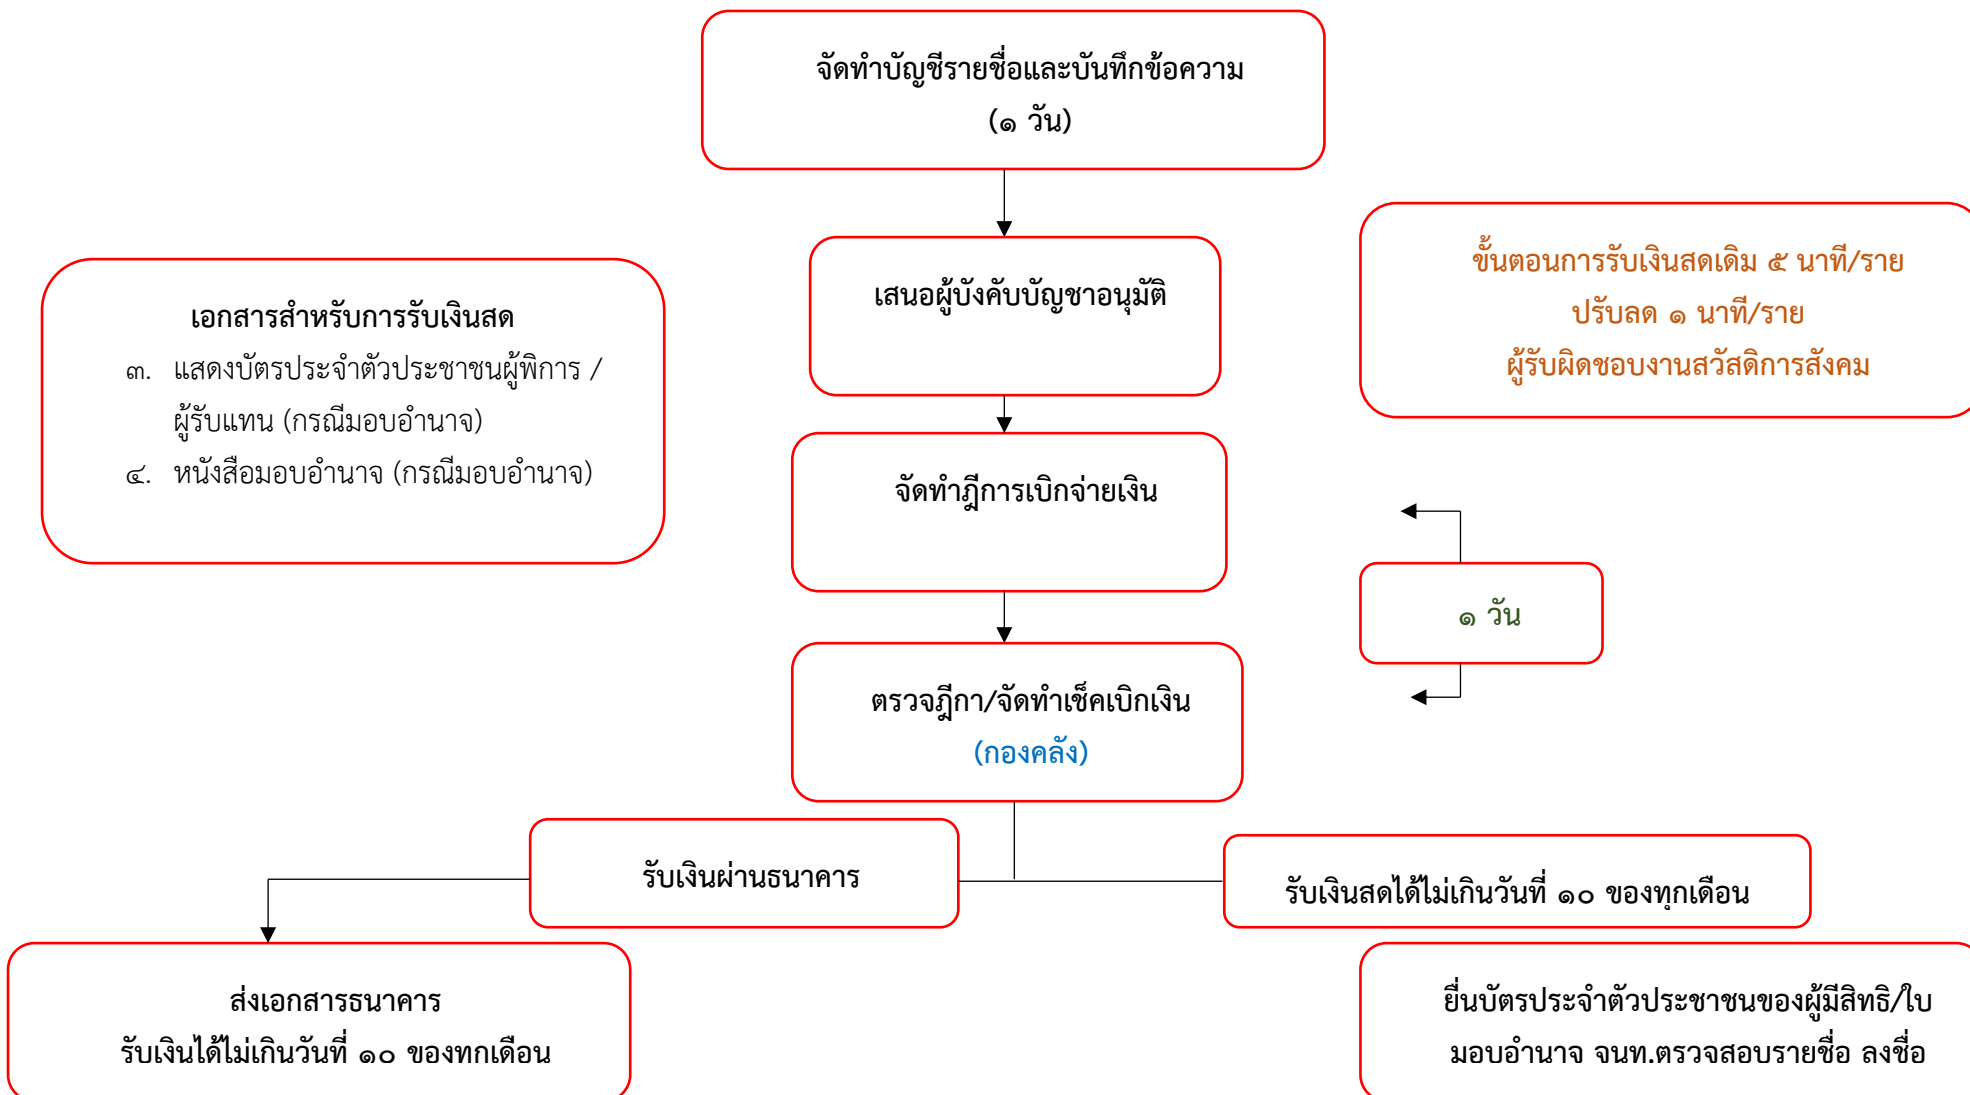 จัดทำบัญชีรายชื่อและบันทึกข้อความ
(๑ วัน)
เสนอผู้บังคับบัญชาอนุมัติ
ขั้นตอนการรับเงินสดเดิม ๕ นาที/ราย
ปรับลด ๑ นาที/ราย
ผู้รับผิดชอบงานสวัสดิการสังคม
เอกสารสำหรับการรับเงินสด
๓. แสดงบัตรประจำตัวประชาชนผู้พิการ /
ผู้รับแทน (กรณีมอบอำนาจ)
๔. หนังสือมอบอำนาจ (กรณีมอบอำนาจ)
จัดทำฎีการเบิกจ่ายเงิน
๑ วัน
ตรวจฎีกา/จัดทำเช็คเบิกเงิน
(กองคลัง)
รับเงินผ่านธนาคาร
รับเงินสดได้ไม่เกินวันที่ ๑๐ ของทุกเดือน
ส่งเอกสารธนาคาร
รับเงินได้ไม่เกินวันที่ ๑๐ ของทกเดือน
ยื่นบัตรประจำตัวประชาชนของผู้มีสิทธิ/ใบ
มอบอำนาจ จนท.ตรวจสอบรายชื่อ ลงชื่อ